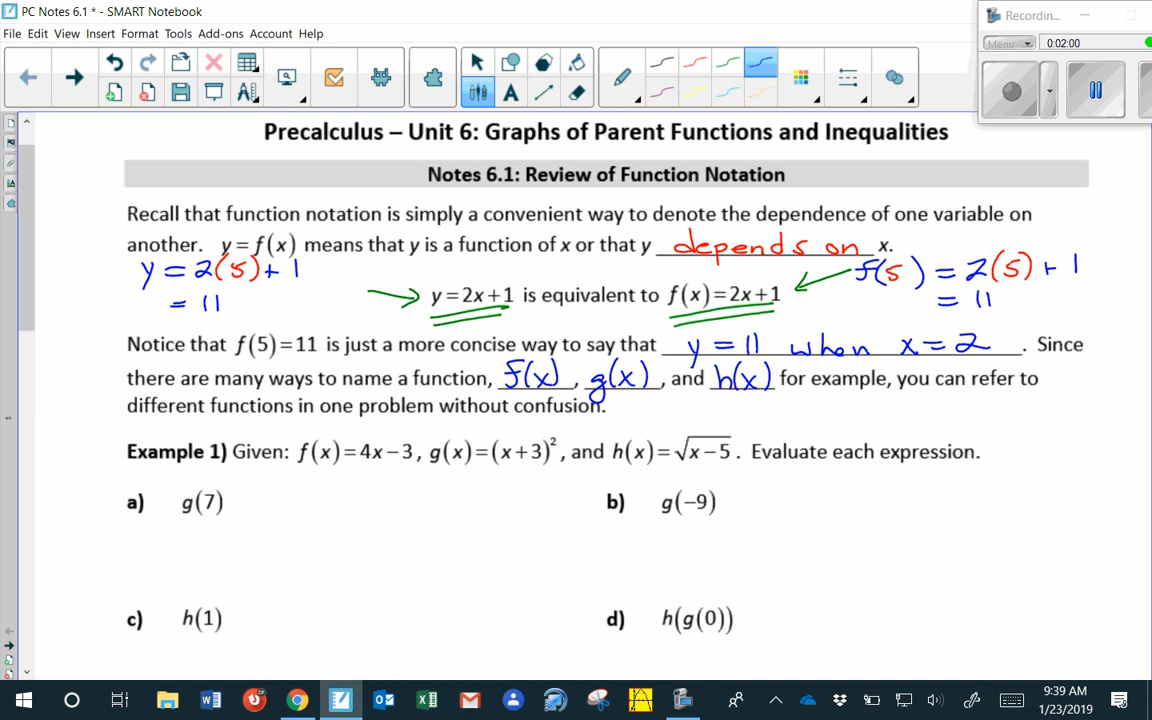 PC Notes 6.1 * - SMART Notebook
File Edit View Insert Format Tools Add-ons Account Help
Recordin...
Menu
0:02:00
Precalculus – Unit 6: Graphs of Parent Functions and Inequalities
Notes 6.1: Review of Function Notation
Recall that function notation is simply a convenient way to denote the dependence of one variable on
another. y = f(x) means that y is a function of x or that y depends on x.
y = 2(5) + 1
= 11
f(5) = 2(5) + 1
= 11
y = 2x + 1 is equivalent to f(x) = 2x + 1
Notice that f(5) = 11 is just a more concise way to say that y = 11 when x = 2. Since
there are many ways to name a function, f(x), g(x), and h(x) for example, you can refer to
different functions in one problem without confusion.
Example 1) Given: f(x) = 4x − 3, g(x) = (x + 3)², and h(x) = √x − 5. Evaluate each expression.
a) g(7)
b) g(−9)
c) h(1)
d) h(g(0))
9:39 AM
1/23/2019